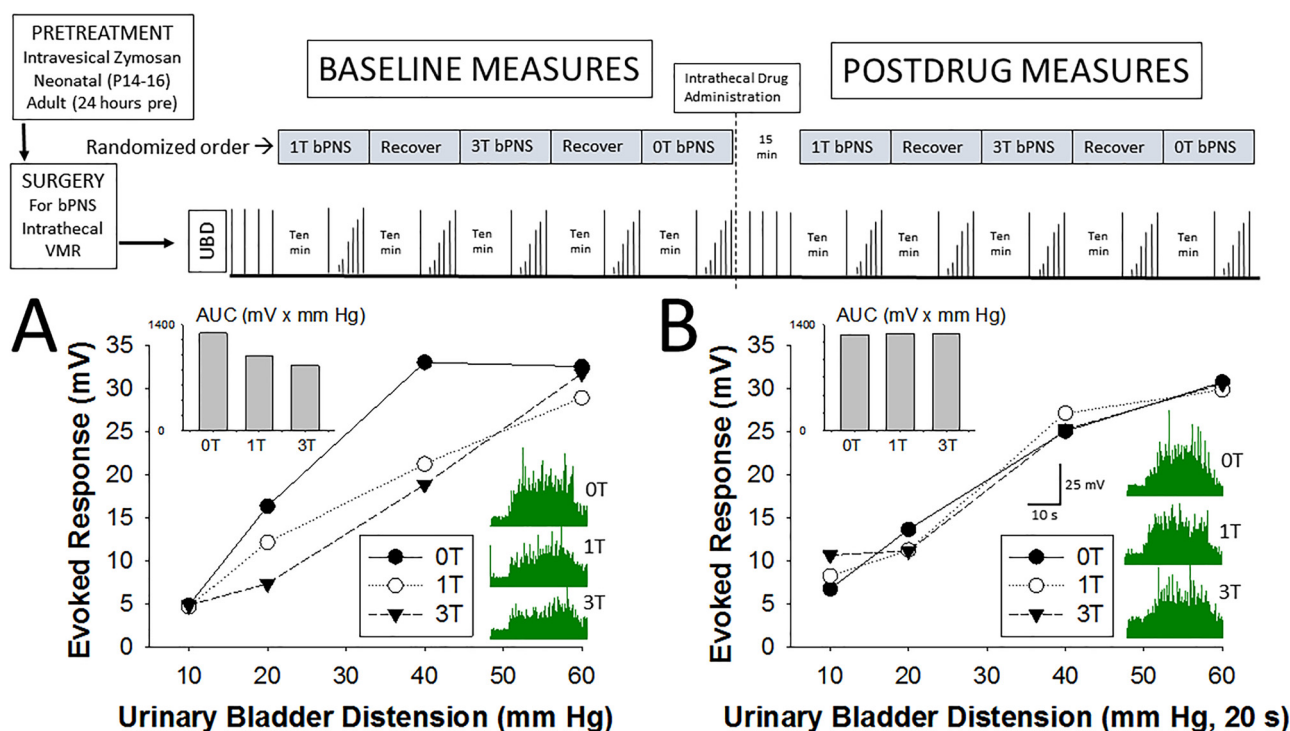 PRETREATMENT
Intravesical Zymosan
Neonatal (P14-16)
Adult (24 hours pre)
BASELINE MEASURES
Intrathecal Drug
Administration
POSTDRUG MEASURES
Randomized order →
1T bPNS
Recover
3T bPNS
Recover
0T bPNS
15
min
1T bPNS
Recover
3T bPNS
Recover
0T bPNS
SURGERY
For bPNS
Intrathecal
VMR
UBD
Ten
min
Ten
min
Ten
min
Ten
min
Ten
min
Ten
min
Ten
min
Ten
min
Ten
min
Ten
min
A
AUC (mV x mm Hg)
1400
0
0T 1T 3T
Evoked Response (mV)
35
30
25
20
15
10
5
0
0T
1T
3T
0T
1T
3T
10 20 30 40 50 60
Urinary Bladder Distension (mm Hg)
B
AUC (mV x mm Hg)
1400
0
0T 1T 3T
Evoked Response (mV)
35
30
25
20
15
10
5
0
25 mV
10 s
0T
1T
3T
0T
1T
3T
10 20 30 40 50 60
Urinary Bladder Distension (mm Hg, 20 s)